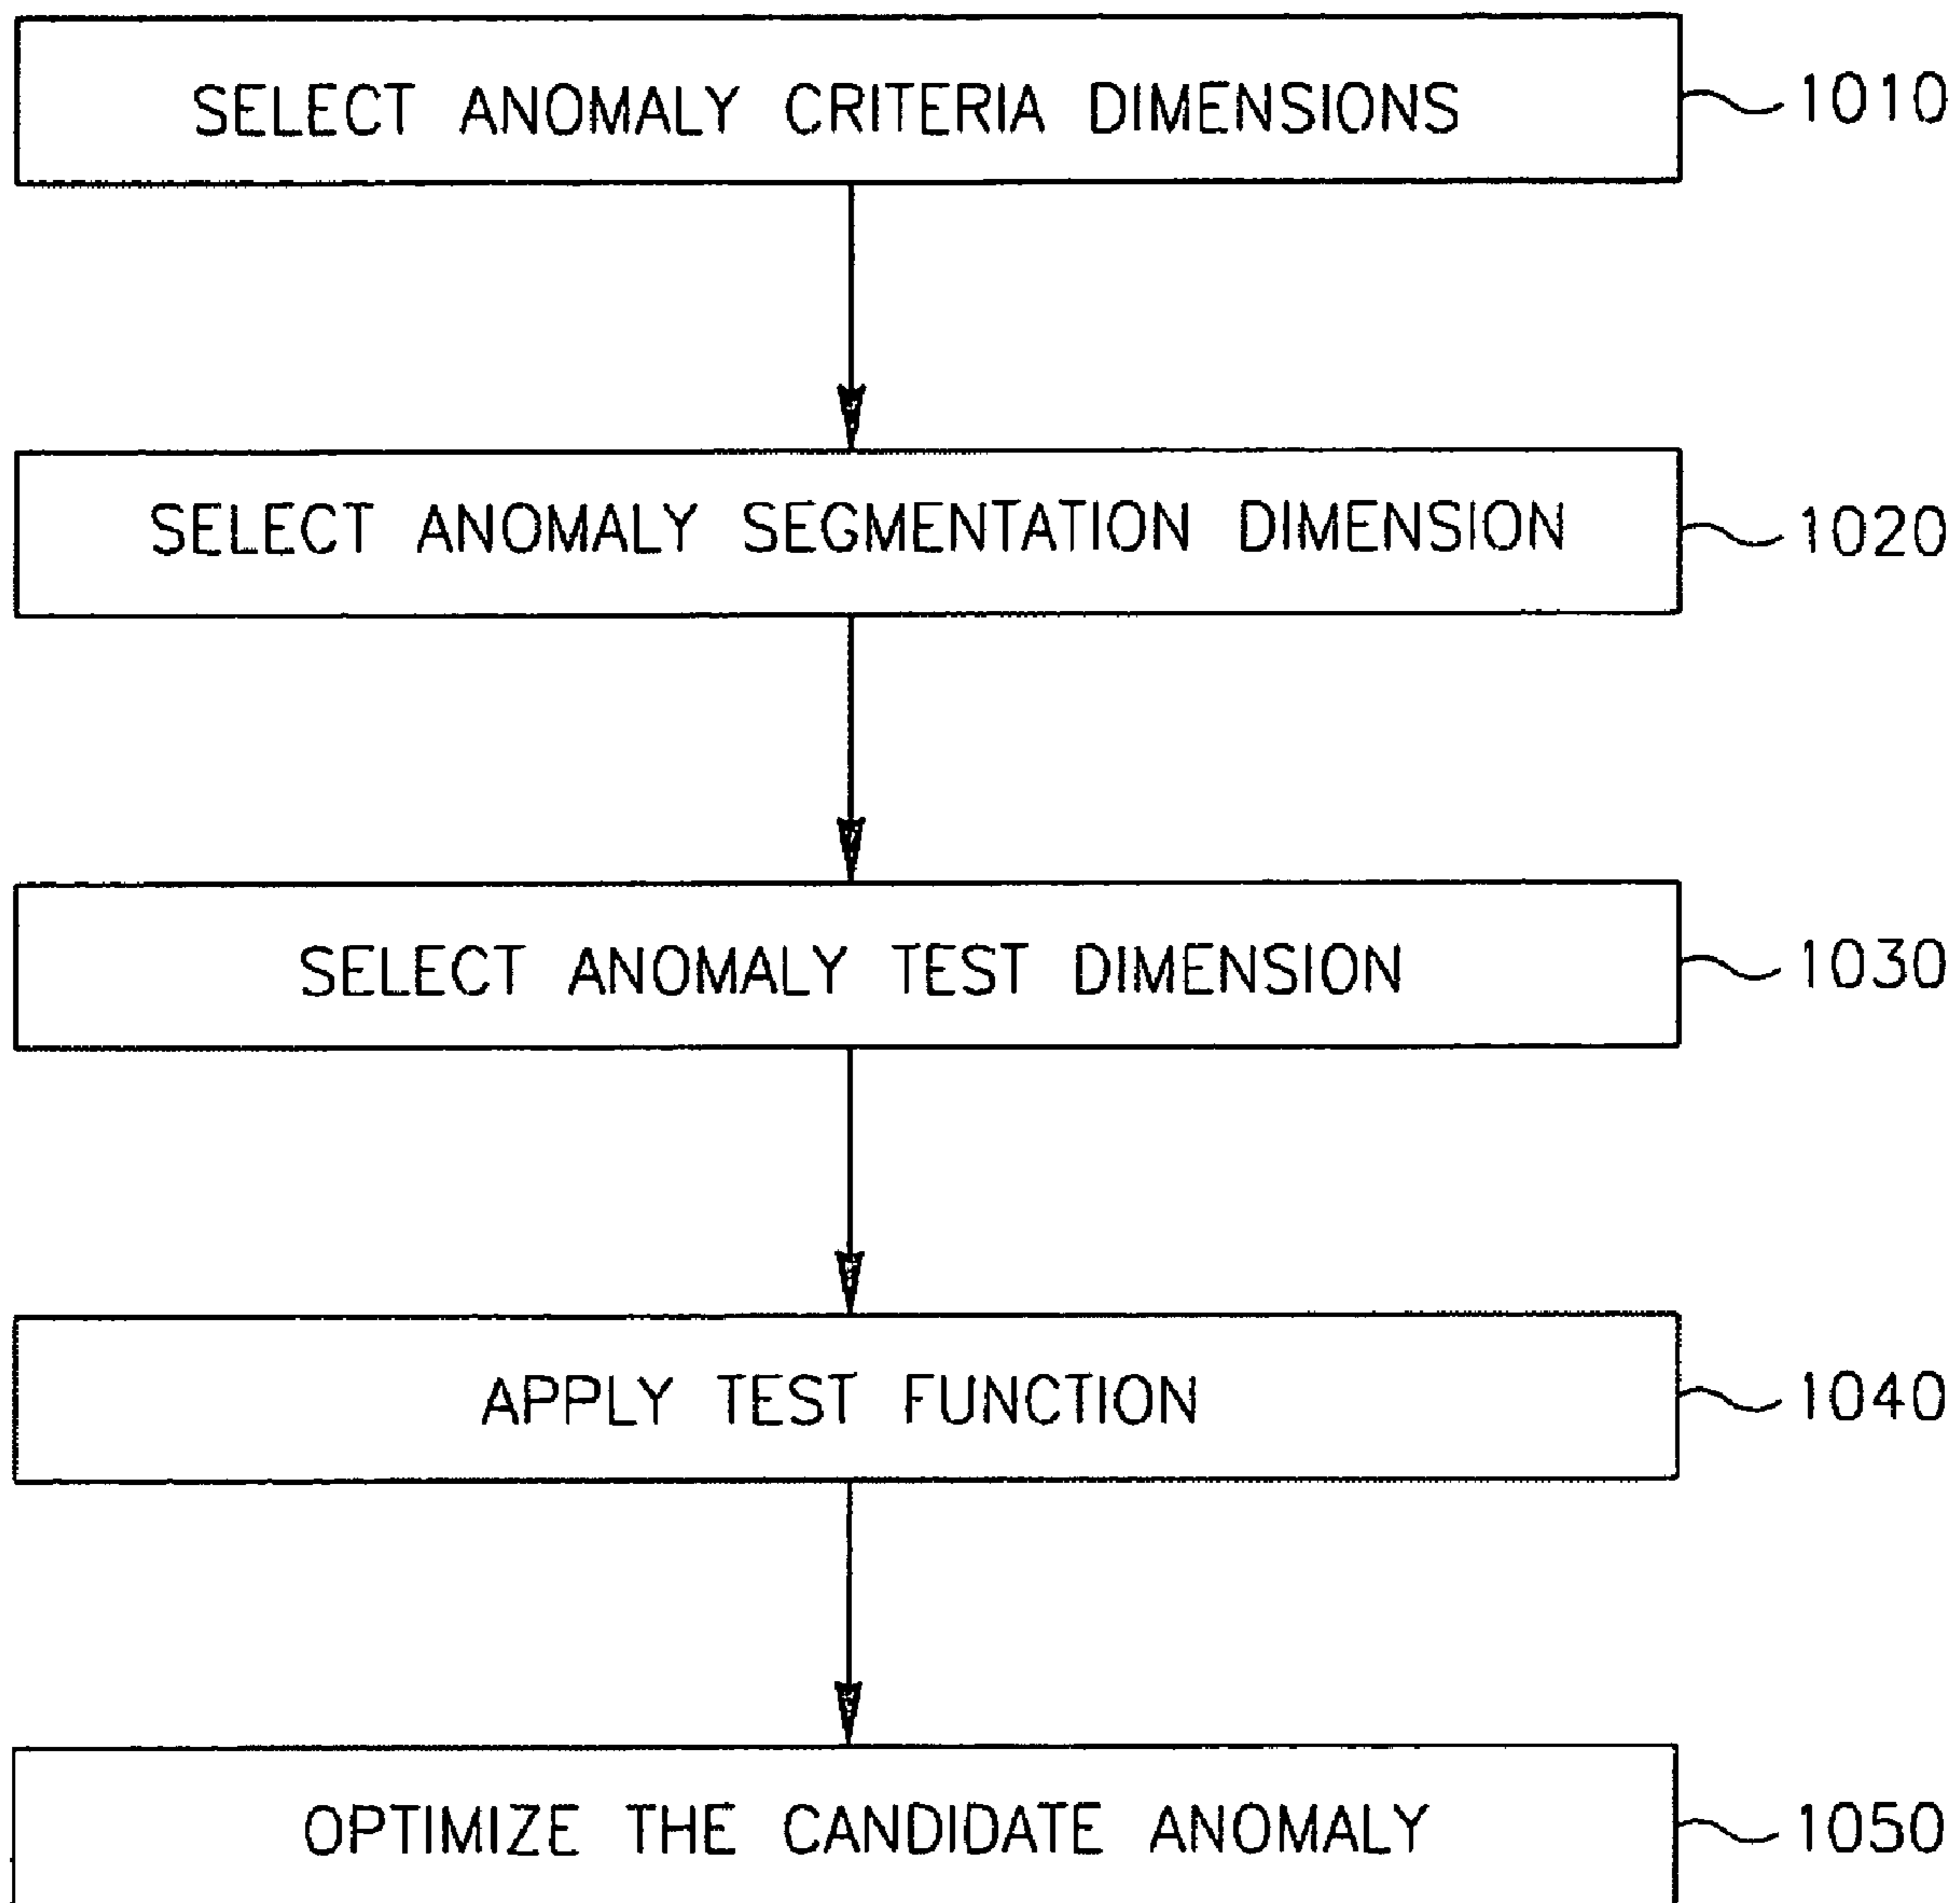 SELECT ANOMALY CRITERIA DIMENSIONS 1010
SELECT ANOMALY SEGMENTATION DIMENSION 1020
SELECT ANOMALY TEST DIMENSION 1030
APPLY TEST FUNCTION 1040
OPTIMIZE THE CANDIDATE ANOMALY 1050